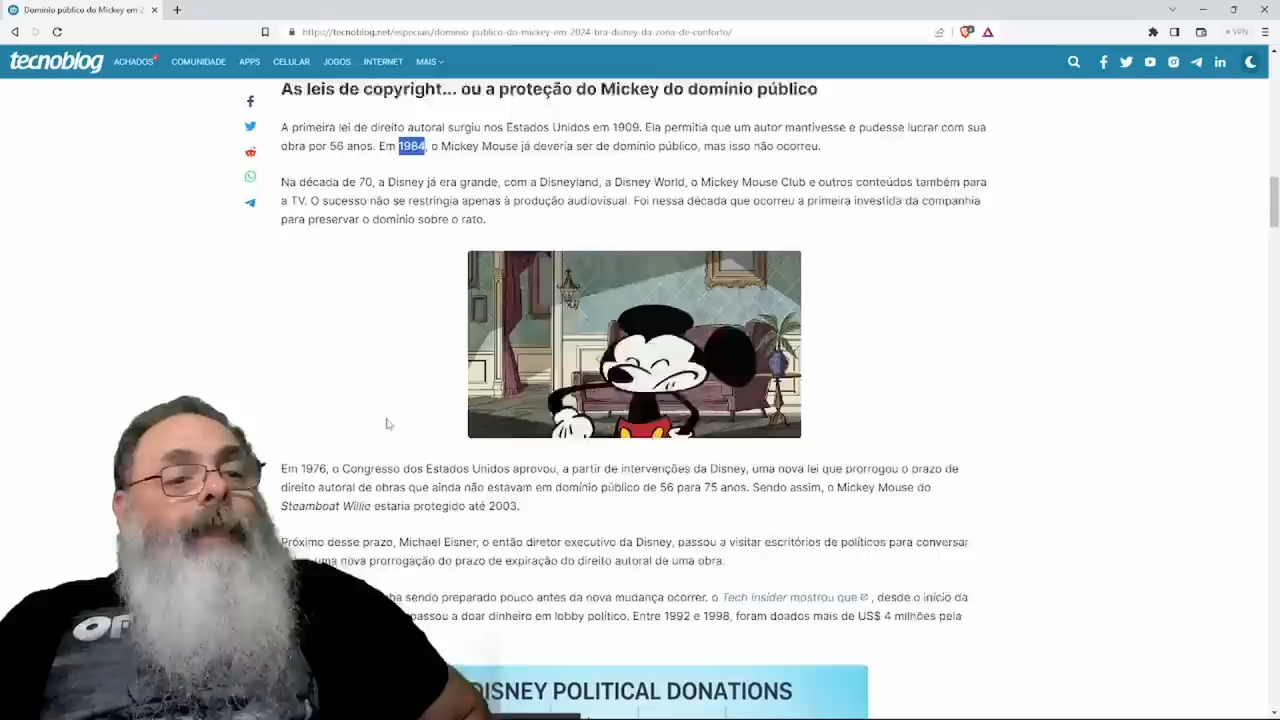 Domínio público do Mickey em 2
https://tecnoblog.net/especiais/dominio-publico-do-mickey-em-2024-tira-disney-da-zona-de-conforto/
VPN
tecnoblog ACHADOS COMUNIDADE APPS CELULAR JOGOS INTERNET MAIS
As leis de copyright... ou a proteção do Mickey do domínio público
A primeira lei de direito autoral surgiu nos Estados Unidos em 1909. Ela permitia que um autor mantivesse e pudesse lucrar com sua
obra por 56 anos. Em 1984, o Mickey Mouse já deveria ser de domínio público, mas isso não ocorreu.
Na década de 70, a Disney já era grande, com a Disneyland, a Disney World, o Mickey Mouse Club e outros conteúdos também para
a TV. O sucesso não se restringia apenas à produção audiovisual. Foi nessa década que ocorreu a primeira investida da companhia
para preservar o domínio sobre o rato.
Em 1976, o Congresso dos Estados Unidos aprovou, a partir de intervenções da Disney, uma nova lei que prorrogou o prazo de
direito autoral de obras que ainda não estavam em domínio público de 56 para 75 anos. Sendo assim, o Mickey Mouse do
Steamboat Willie estaria protegido até 2003.
Próximo desse prazo, Michael Eisner, o então diretor executivo da Disney, passou a visitar escritórios de políticos para conversar
uma nova prorrogação do prazo de expiração do direito autoral de uma obra.
sendo preparado pouco antes da nova mudança ocorrer. o Tech Insider mostrou que , desde o início da
passou a doar dinheiro em lobby político. Entre 1992 e 1998, foram doados mais de US$ 4 milhões pela
DISNEY POLITICAL DONATIONS